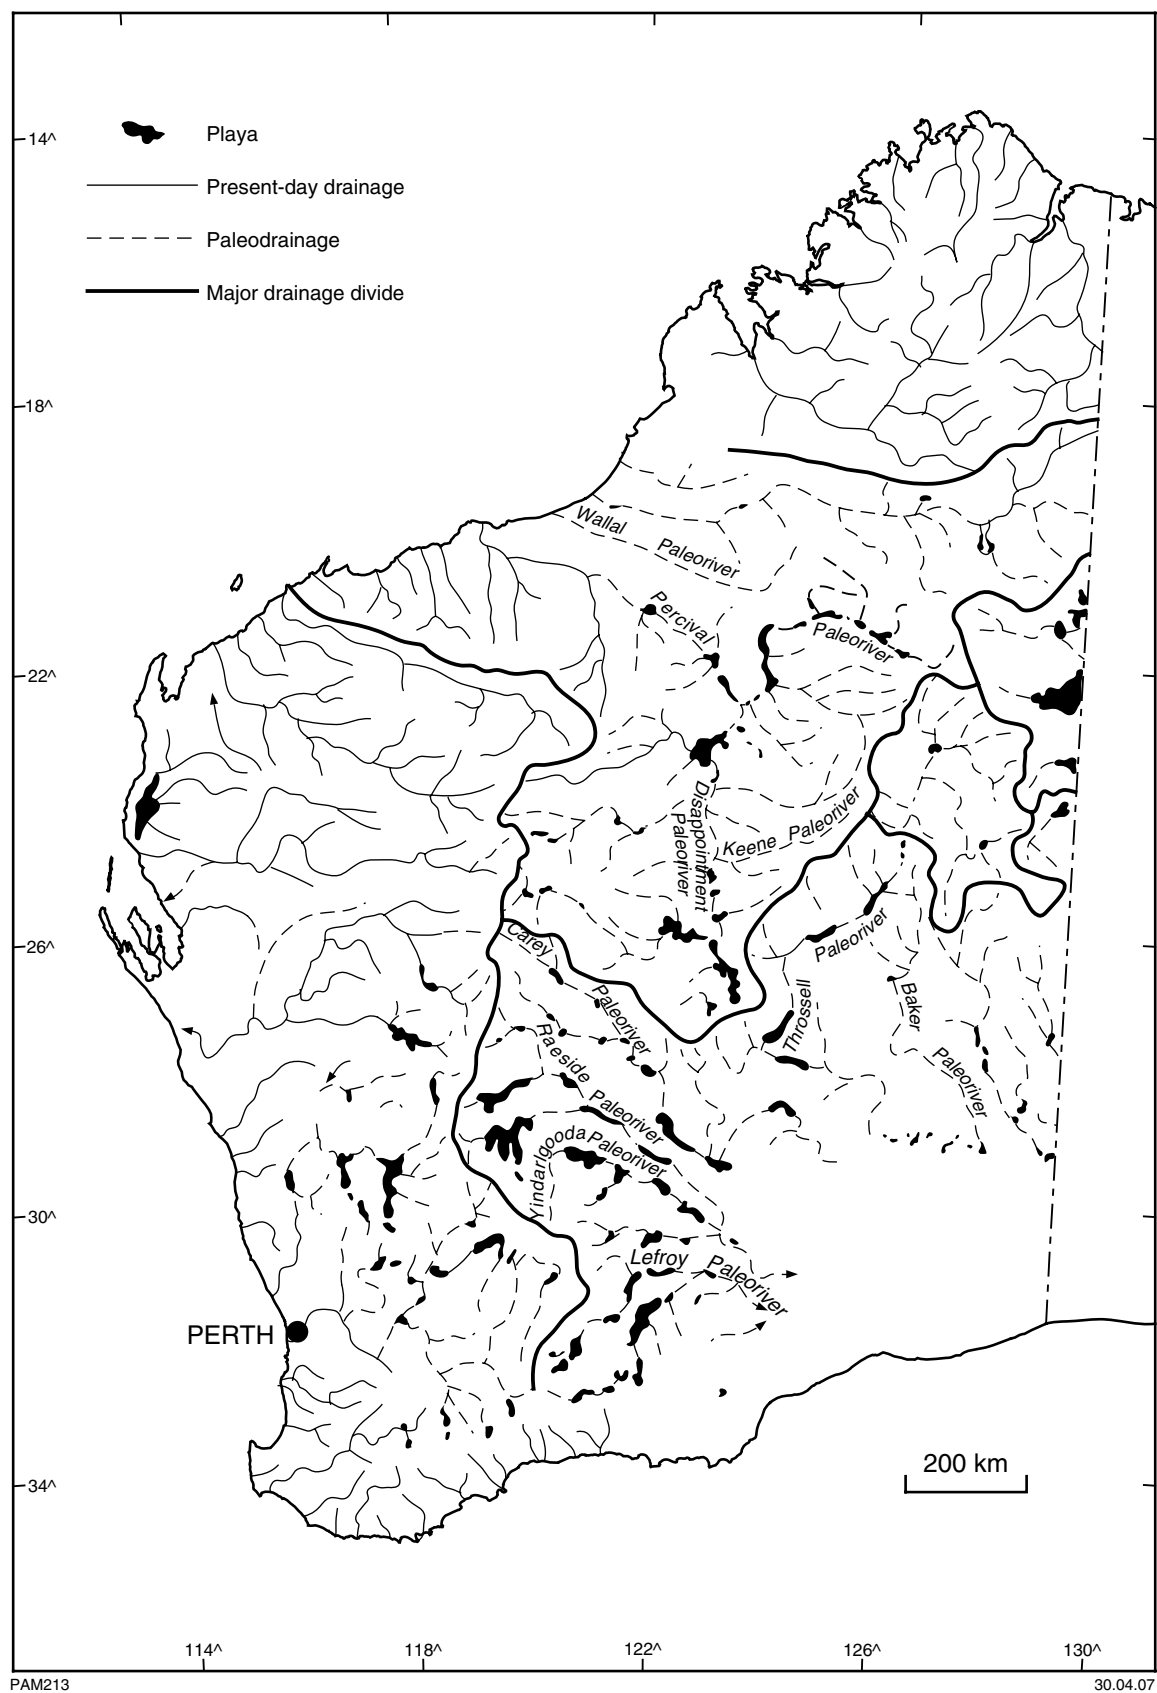 14^
Playa
Present-day drainage
Paleodrainage
Major drainage divide
18^
Wallal
Paleoriver
Percival
Paleoriver
22^
Disappointment
Paleoriver
Keene Paleoriver
Paleoriver
26^
Carey
Paleoriver
Throssell
Baker
Paleoriver
Raeside
Paleoriver
Yindarlgooda Paleoriver
30^
Lefroy
Paleoriver
PERTH
200 km
34^
114^ 118^ 122^ 126^ 130^
PAM213 30.04.07